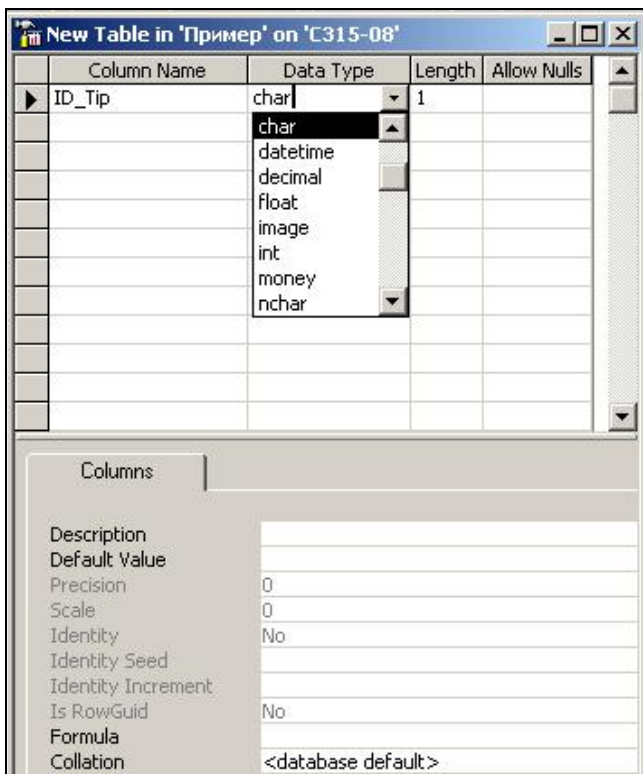 New Table in 'Пример' on 'C315-08'
Column Name Data Type Length Allow Nulls
ID_Tip char 1
char
datetime
decimal
float
image
int
money
nchar
Columns
Description
Default Value
Precision 0
Scale 0
Identity No
Identity Seed
Identity Increment
Is RowGuid No
Formula
Collation <database default>